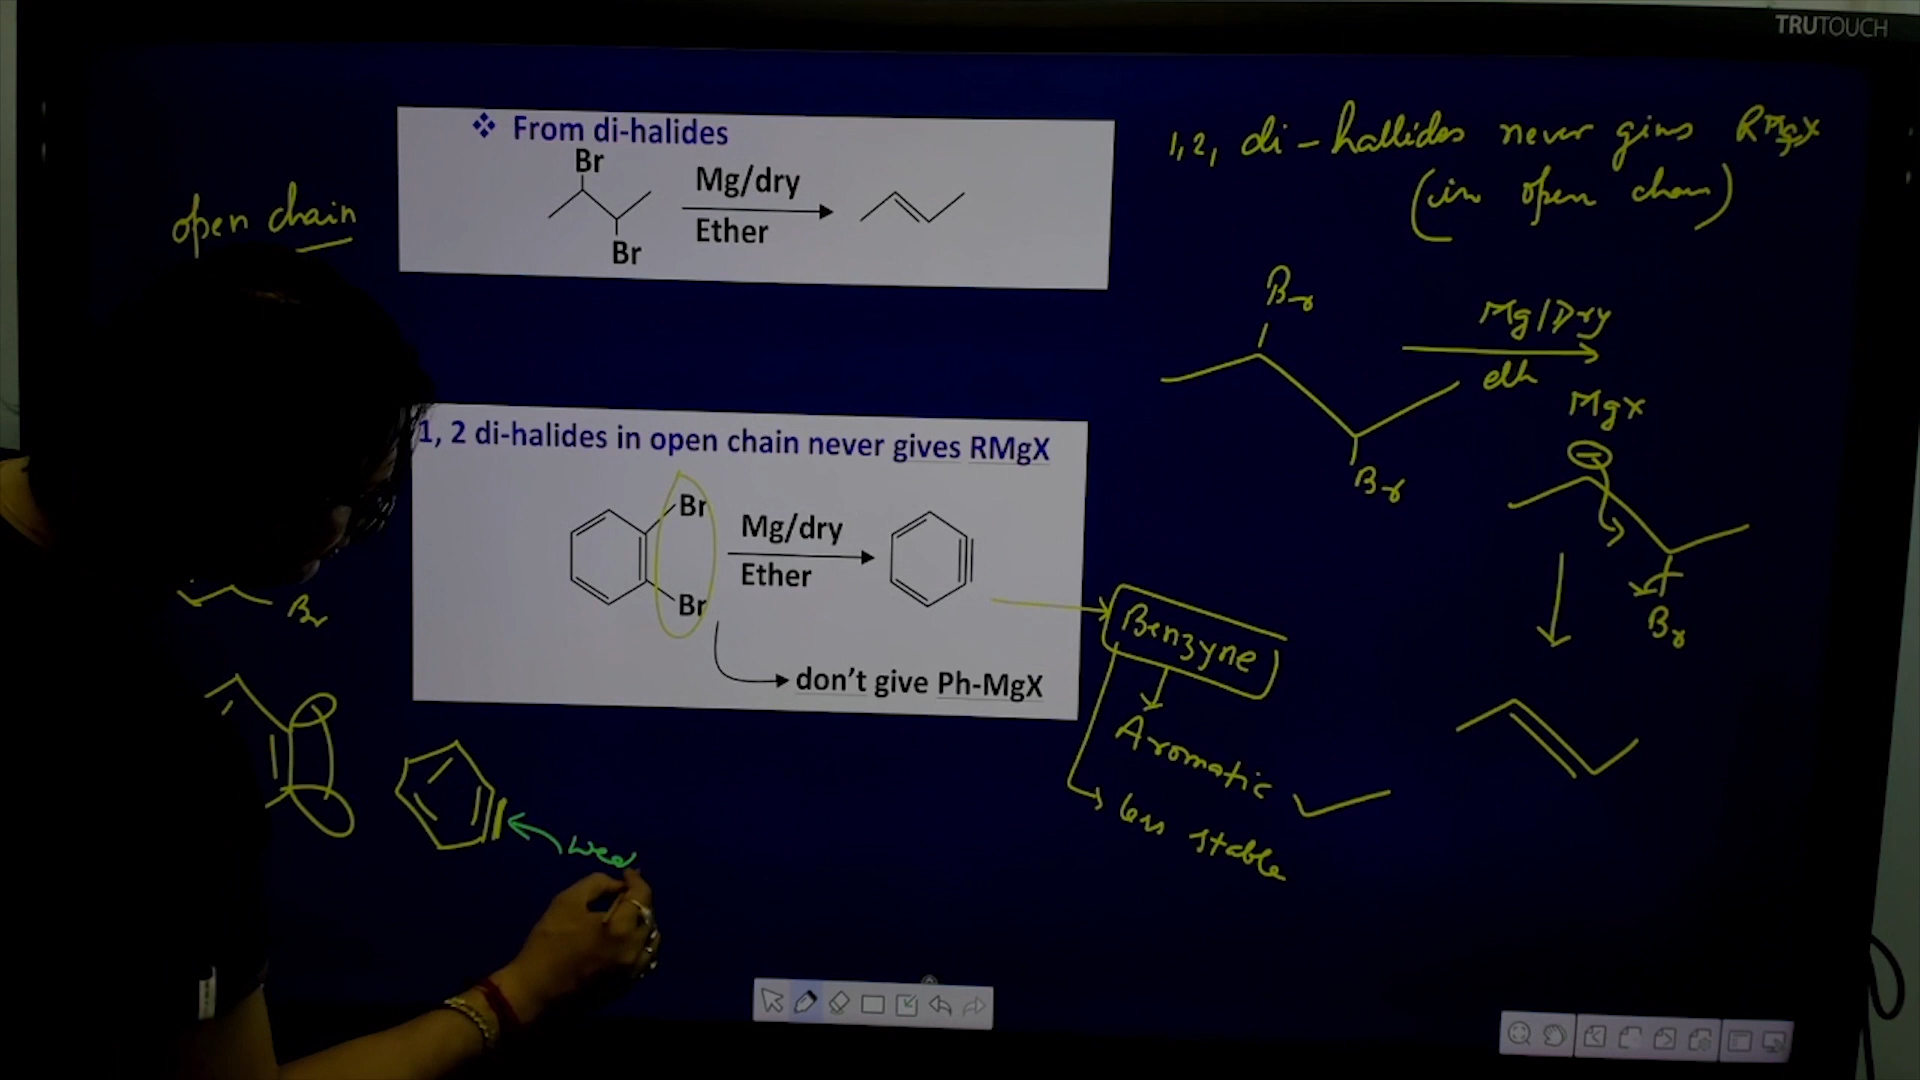 TRUTOUCH
❖ From di-halides
Br
Mg/dry
Ether
Br
open chain
1,2, di-hallides never gives RMgX
(in open chain)
Br
Mg/Dry
eth
Br
MgX
Br
1, 2 di-halides in open chain never gives RMgX
Br
Mg/dry
Ether
Br
don't give Ph-MgX
Br
Benzyne
Aromatic
less stable